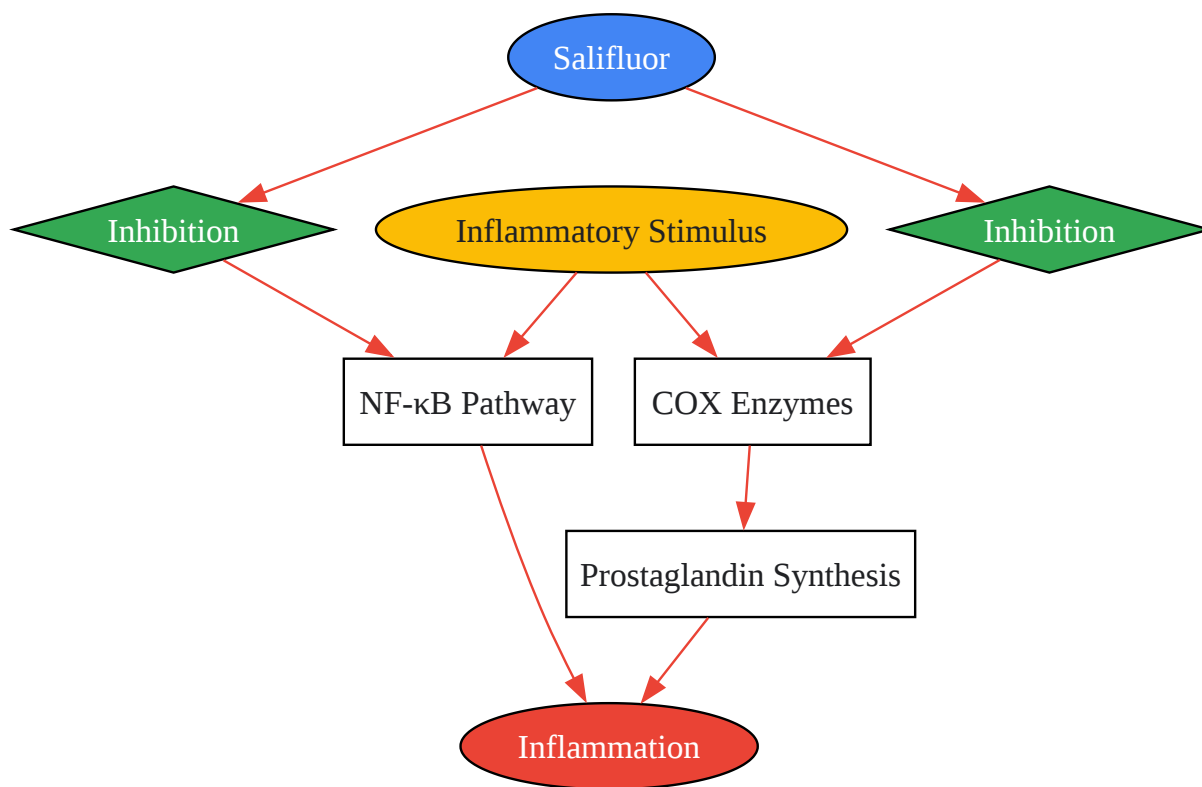 Salifluor
Inhibition
Inflammatory Stimulus
Inhibition
NF-κB Pathway
COX Enzymes
Prostaglandin Synthesis
Inflammation